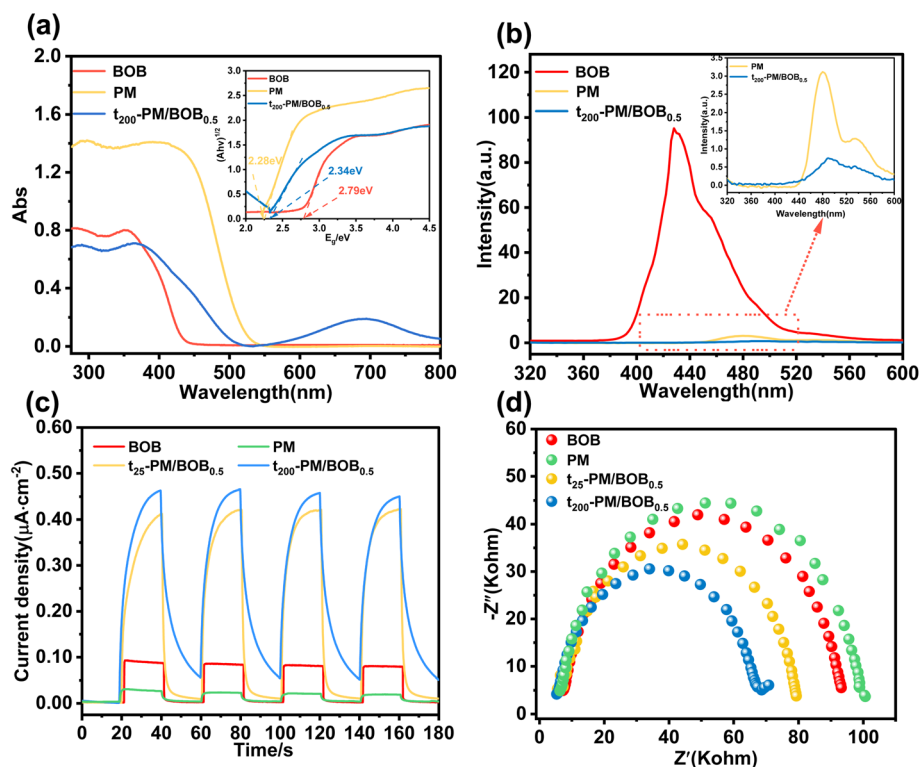 (a)
BOB
PM
t₂₀₀-PM/BOB₀.₅
Abs
2.0
1.6
1.2
0.8
0.4
0.0
300 400 500 600 700 800
Wavelength(nm)
BOB
PM
t₂₀₀-PM/BOB₀.₅
(Ahv)^1/2
3.0
2.5
2.0
1.5
1.0
0.5
0.0
2.28eV
2.34eV
2.79eV
2.0 2.5 3.0 3.5 4.0 4.5
E₉/eV
(b)
BOB
PM
t₂₀₀-PM/BOB₀.₅
Intensity(a.u.)
120
100
80
60
40
20
0
320 360 400 440 480 520 560 600
Wavelength(nm)
PM
t₂₀₀-PM/BOB₀.₅
Intensity(a.u.)
3.5
3.0
2.5
2.0
1.5
1.0
0.5
0.0
320 360 400 440 480 520 560 600
Wavelength(nm)
(c)
BOB PM
t₂₅-PM/BOB₀.₅ t₂₀₀-PM/BOB₀.₅
Current density(μA·cm⁻²)
0.60
0.50
0.40
0.30
0.20
0.10
0.00
0 20 40 60 80 100 120 140 160 180
Time/s
(d)
BOB
PM
t₂₅-PM/BOB₀.₅
t₂₀₀-PM/BOB₀.₅
-Z″(Kohm)
60
50
40
30
20
10
0
0 20 40 60 80 100 120
Z′(Kohm)